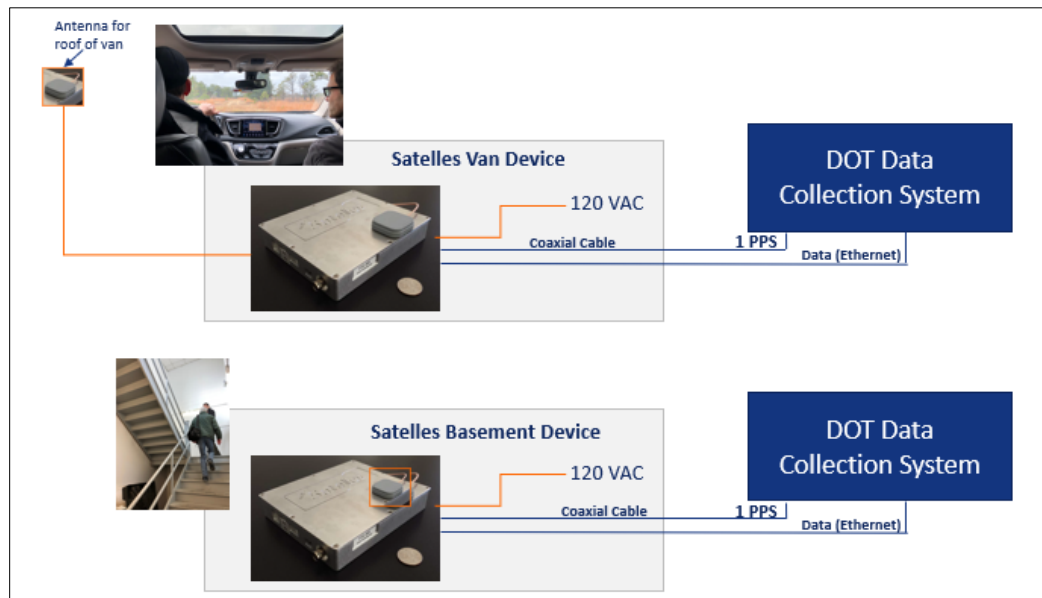 Antenna for
roof of van
Satelles Van Device
120 VAC
Coaxial Cable
1 PPS
Data (Ethernet)
DOT Data
Collection System
Satelles Basement Device
120 VAC
Coaxial Cable
1 PPS
Data (Ethernet)
DOT Data
Collection System